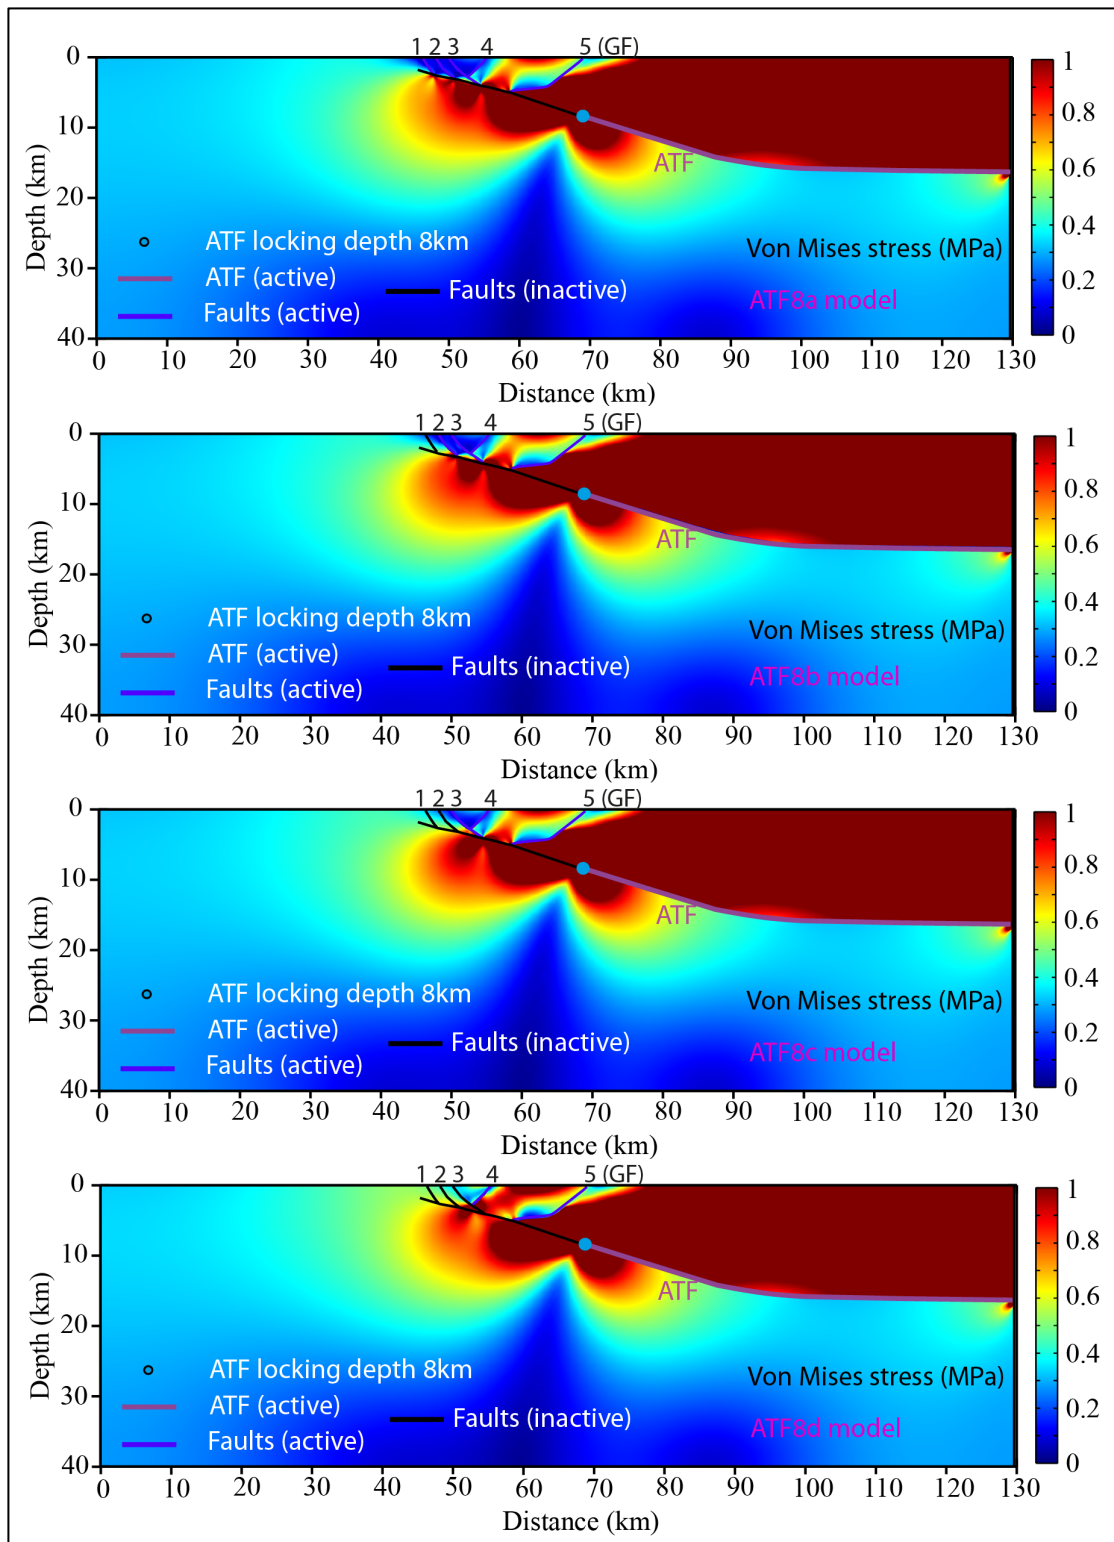 1 2 3 4 5 (GF)
0 10 20 30 40
Depth (km)
ATF
ATF locking depth 8km
ATF (active)
Faults (active)
Faults (inactive)
Von Mises stress (MPa)
ATF8a model
1 0.8 0.6 0.4 0.2 0
0 10 20 30 40 50 60 70 80 90 100 110 120 130
Distance (km)
1 2 3 4 5 (GF)
0 10 20 30 40
Depth (km)
ATF
ATF locking depth 8km
ATF (active)
Faults (active)
Faults (inactive)
Von Mises stress (MPa)
ATF8b model
1 0.8 0.6 0.4 0.2 0
0 10 20 30 40 50 60 70 80 90 100 110 120 130
Distance (km)
1 2 3 4 5 (GF)
0 10 20 30 40
Depth (km)
ATF
ATF locking depth 8km
ATF (active)
Faults (active)
Faults (inactive)
Von Mises stress (MPa)
ATF8c model
1 0.8 0.6 0.4 0.2 0
0 10 20 30 40 50 60 70 80 90 100 110 120 130
Distance (km)
1 2 3 4 5 (GF)
0 10 20 30 40
Depth (km)
ATF
ATF locking depth 8km
ATF (active)
Faults (active)
Faults (inactive)
Von Mises stress (MPa)
ATF8d model
1 0.8 0.6 0.4 0.2 0
0 10 20 30 40 50 60 70 80 90 100 110 120 130
Distance (km)